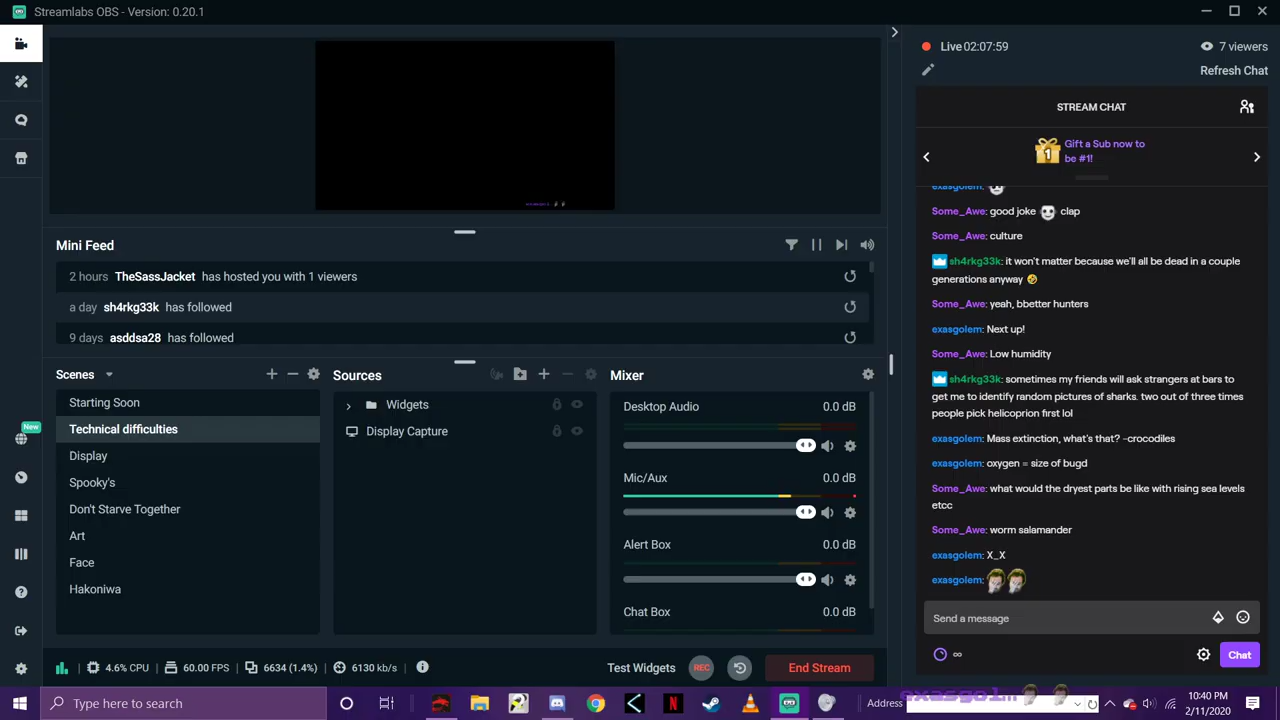 Streamlabs OBS - Version: 0.20.1
Live 02:07:59
7 viewers
Refresh Chat
STREAM CHAT
Gift a Sub now to
be #1!
exasgolem:
Some_Awe: good joke clap
Some_Awe: culture
sh4rkg33k: it won't matter because we'll all be dead in a couple
generations anyway
Some_Awe: yeah, bbetter hunters
exasgolem: Next up!
Some_Awe: Low humidity
sh4rkg33k: sometimes my friends will ask strangers at bars to
get me to identify random pictures of sharks. two out of three times
people pick helicoprion first lol
exasgolem: Mass extinction, what's that? -crocodiles
exasgolem: oxygen = size of bugd
Some_Awe: what would the dryest parts be like with rising sea levels
etcc
Some_Awe: worm salamander
exasgolem: X_X
exasgolem:
Send a message
∞
Chat
Mini Feed
2 hours TheSassJacket has hosted you with 1 viewers
a day sh4rkg33k has followed
9 days asddsa28 has followed
Scenes
Starting Soon
Technical difficulties
Display
Spooky's
Don't Starve Together
Art
Face
Hakoniwa
New
Sources
Widgets
Display Capture
Mixer
Desktop Audio 0.0 dB
Mic/Aux 0.0 dB
Alert Box 0.0 dB
Chat Box 0.0 dB
4.6% CPU
60.00 FPS
6634 (1.4%)
6130 kb/s
Test Widgets
REC
End Stream
Type here to search
Address
10:40 PM
2/11/2020